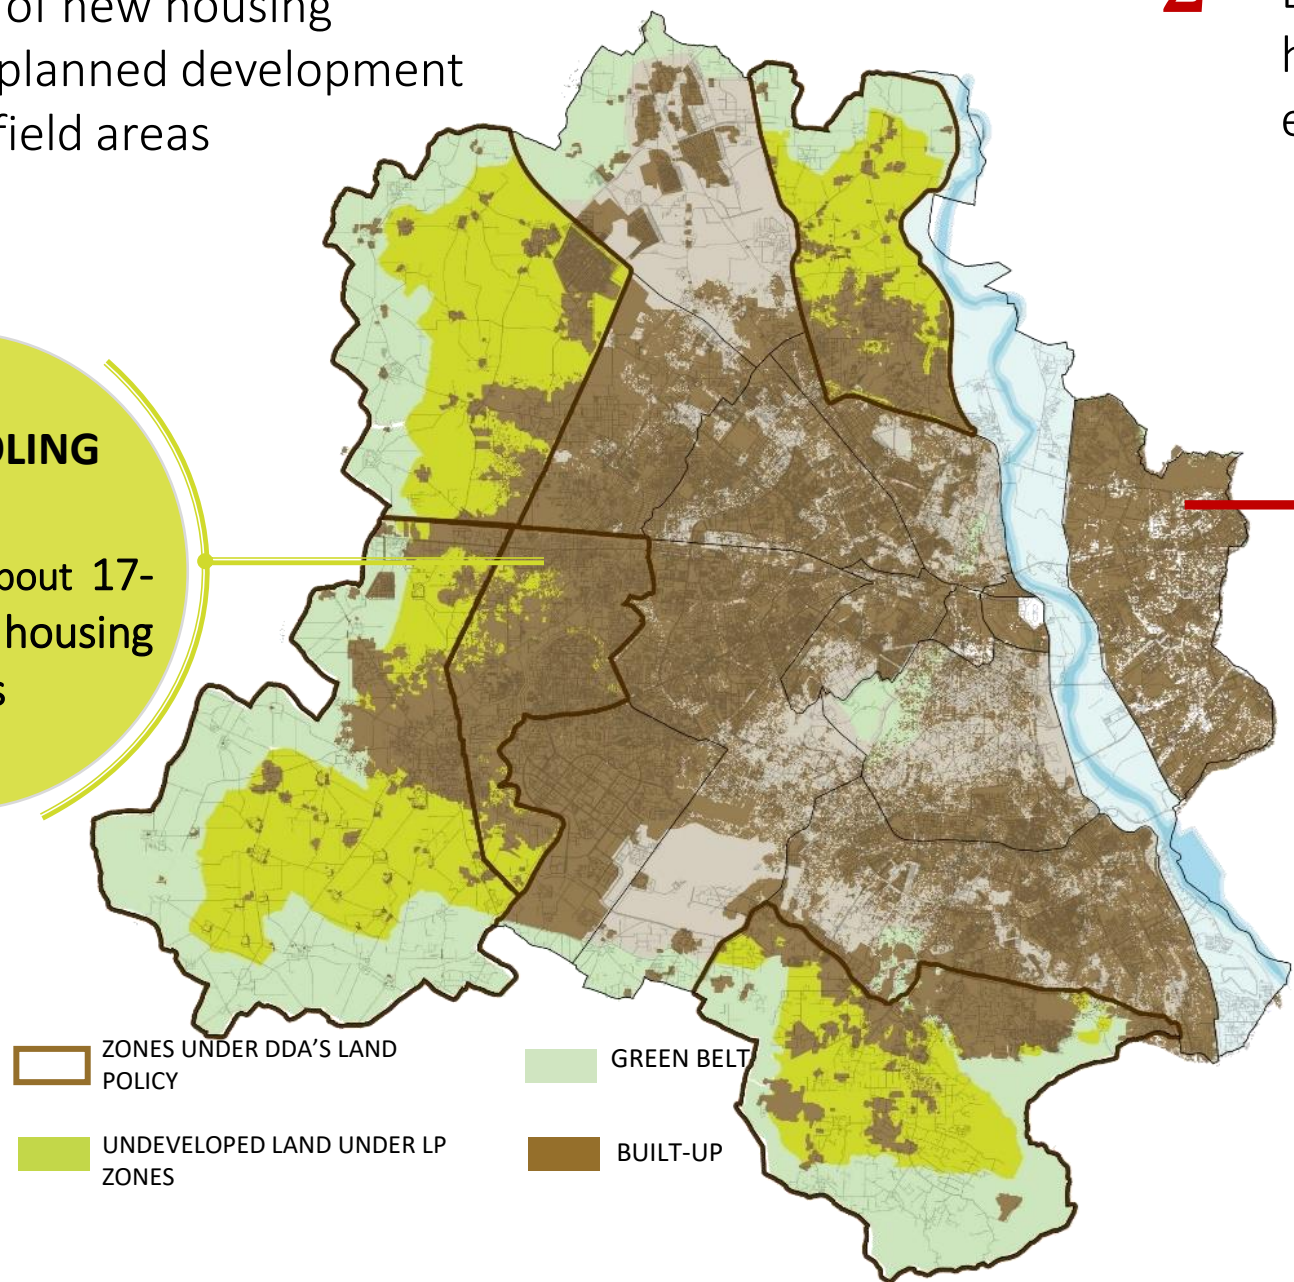 of new housing
planned development
field areas
2
OLING
bout 17-
housing
s
ZONES UNDER DDA'S LAND
POLICY
GREEN BELT
UNDEVELOPED LAND UNDER LP
ZONES
BUILT-UP